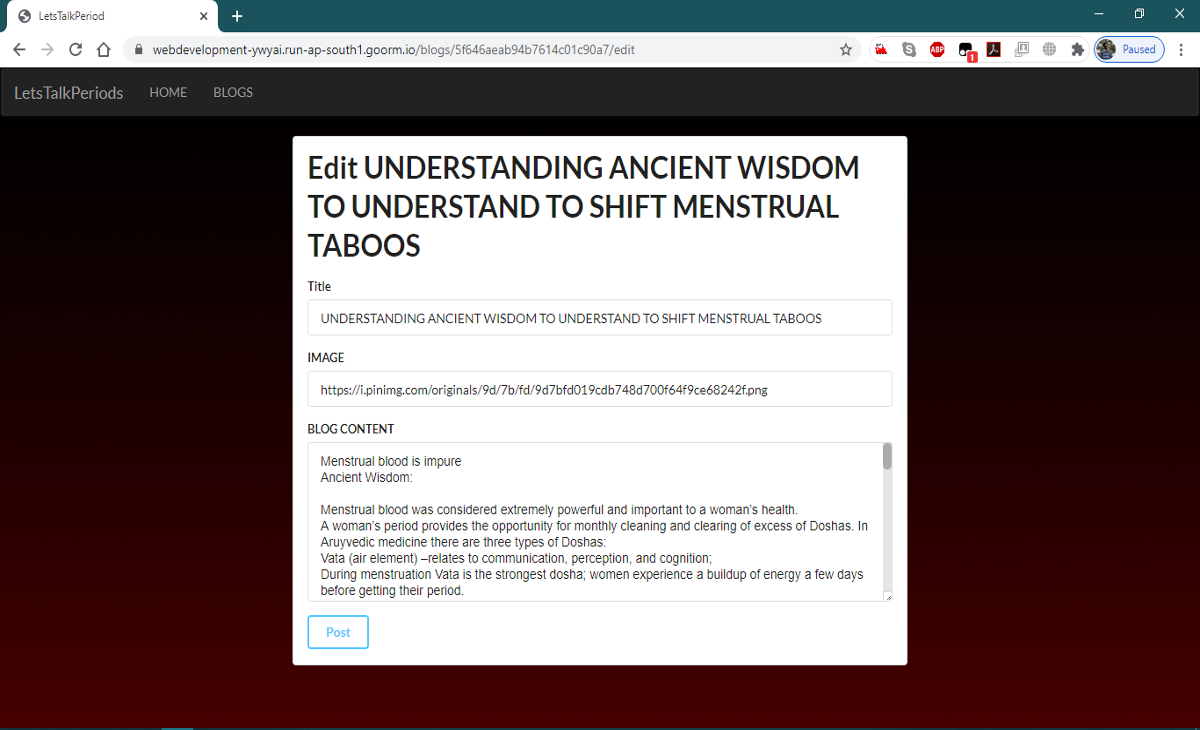 LetsTalkPeriod
webdevelopment-ywyai.run-ap-south1.goorm.io/blogs/5f646aeab94b7614c01c90a7/edit
ABP
1
Paused
LetsTalkPeriods HOME BLOGS
Edit UNDERSTANDING ANCIENT WISDOM
TO UNDERSTAND TO SHIFT MENSTRUAL
TABOOS
Title
UNDERSTANDING ANCIENT WISDOM TO UNDERSTAND TO SHIFT MENSTRUAL TABOOS
IMAGE
https://i.pinimg.com/originals/9d/7b/fd/9d7bfd019cdb748d700f64f9ce68242f.png
BLOG CONTENT
Menstrual blood is impure
Ancient Wisdom:
Menstrual blood was considered extremely powerful and important to a woman’s health.
A woman’s period provides the opportunity for monthly cleaning and clearing of excess of Doshas. In
Aruyvedic medicine there are three types of Doshas:
Vata (air element) –relates to communication, perception, and cognition;
During menstruation Vata is the strongest dosha; women experience a buildup of energy a few days
before getting their period.
Post